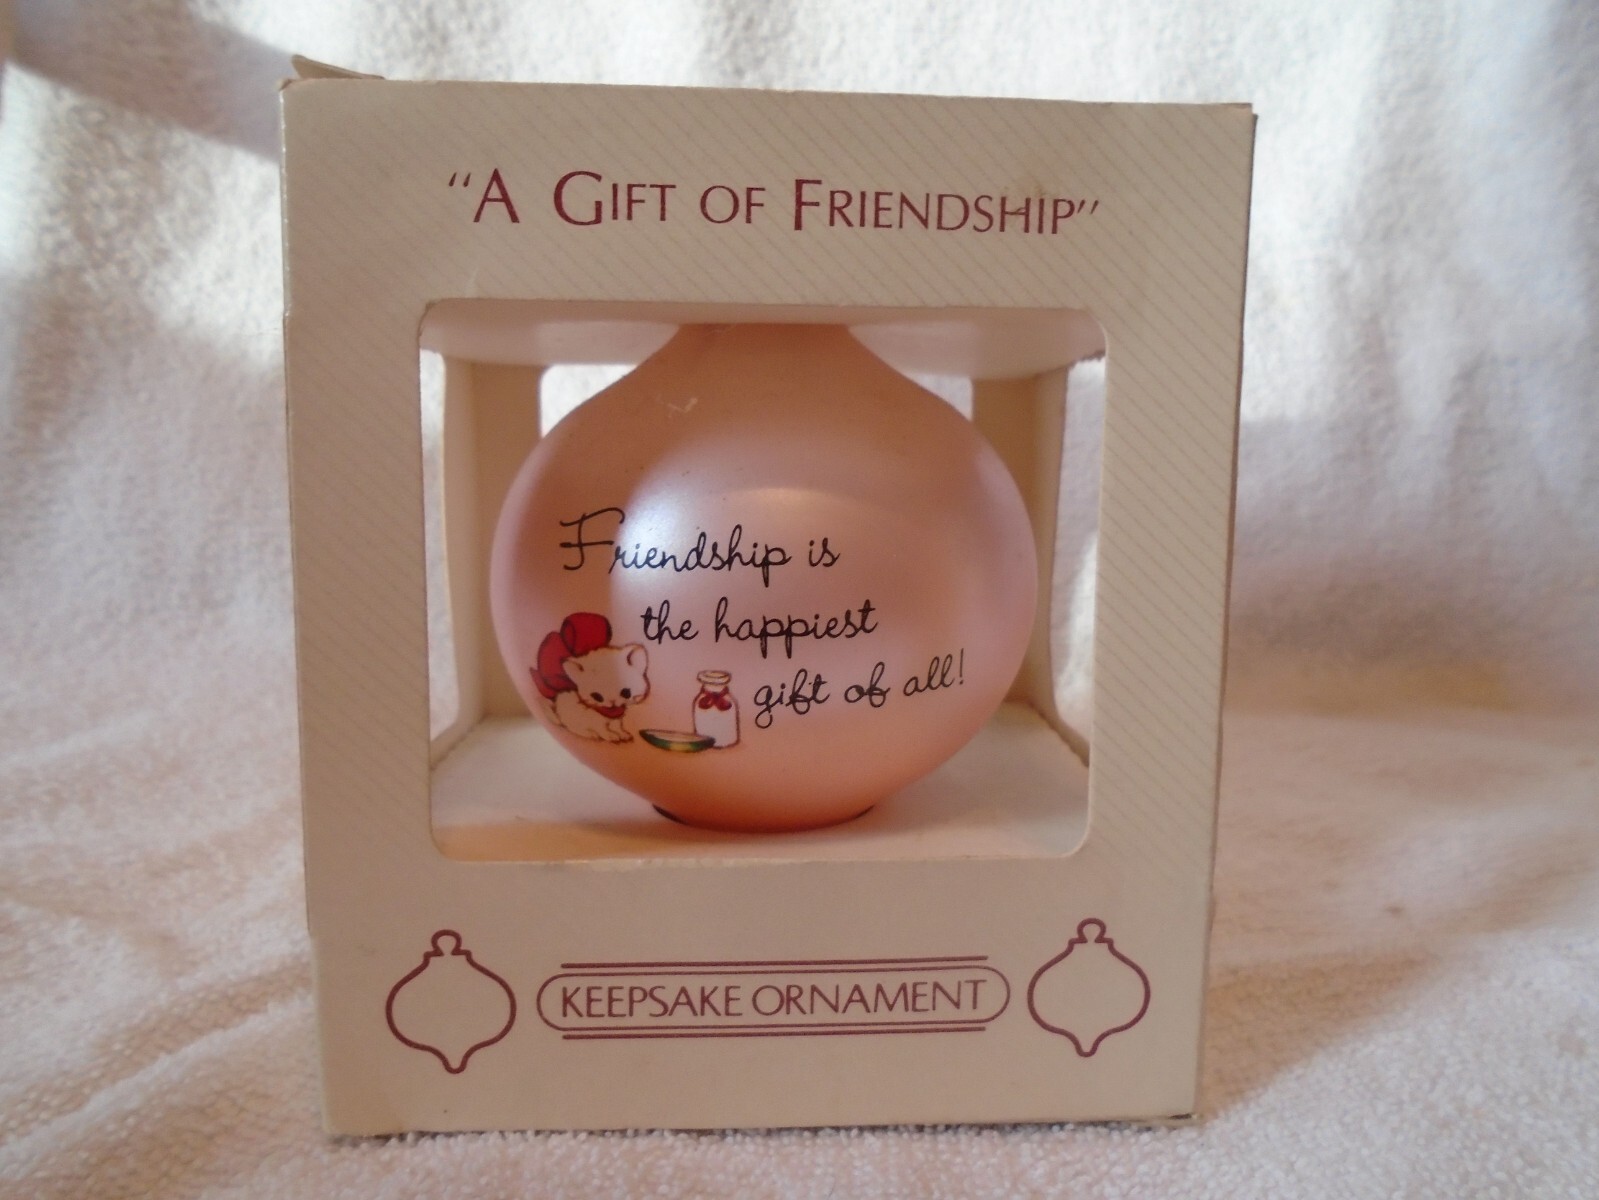 "A GIFT OF FRIENDSHIP"
Friendship is
the happiest
gift of all!
KEEPSAKE ORNAMENT